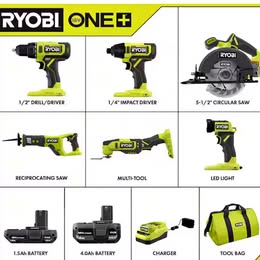 RYOBI 18V ONE+
1/2" DRILL/DRIVER
1/4" IMPACT DRIVER
5-1/2" CIRCULAR SAW
RECIPROCATING SAW
MULTI-TOOL
LED LIGHT
1.5Ah BATTERY
4.0Ah BATTERY
CHARGER
TOOL BAG